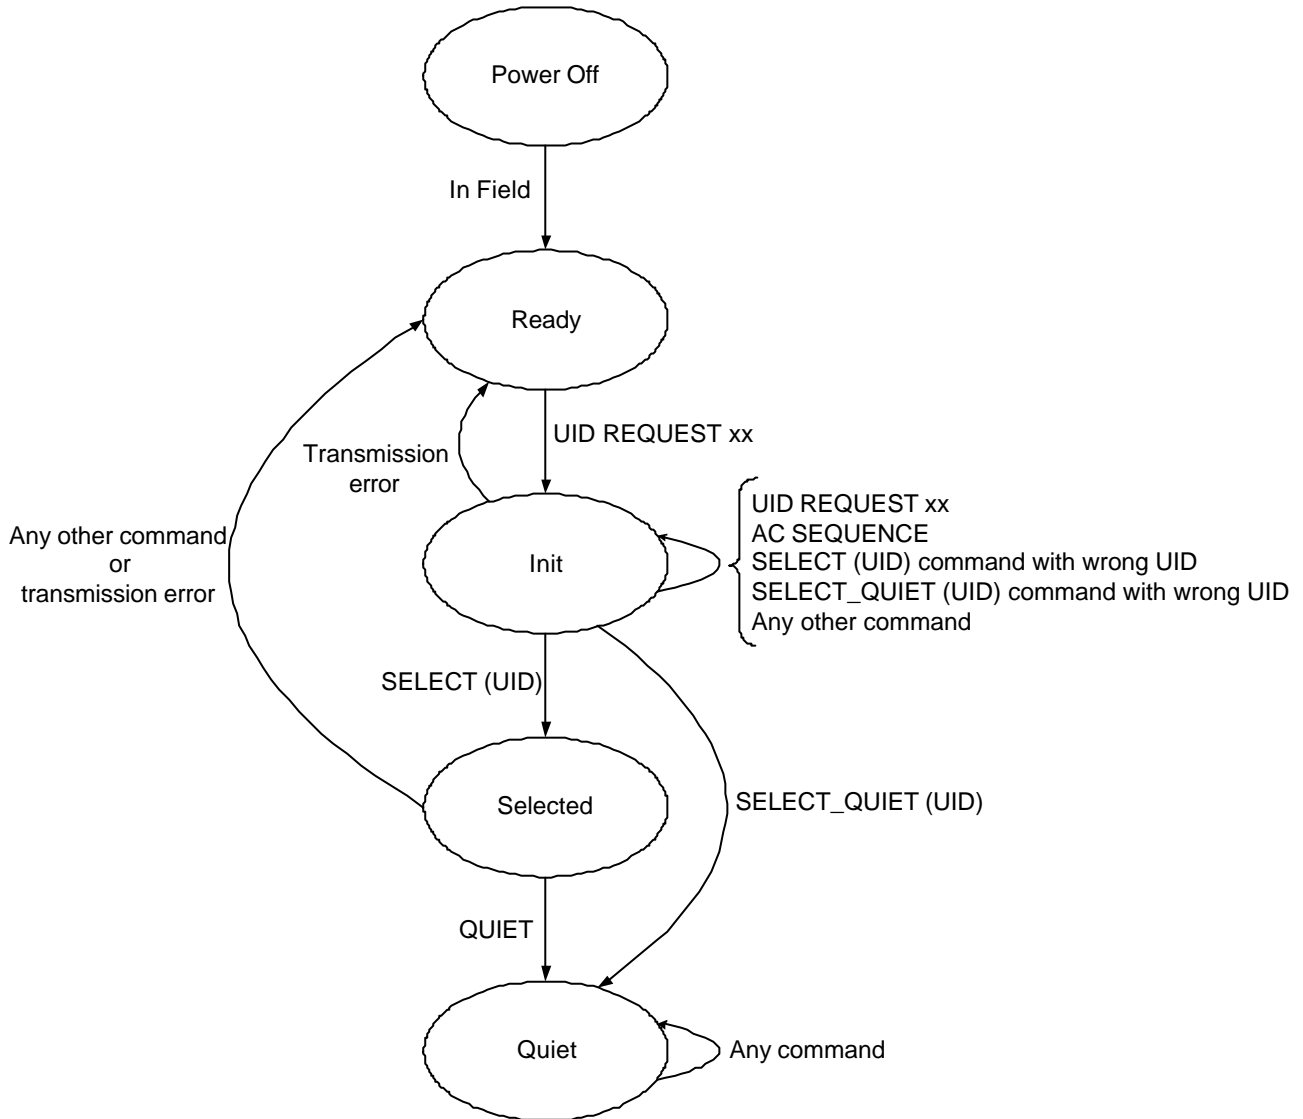 Power Off
In Field
Ready
UID REQUEST xx
Transmission
error
UID REQUEST xx
AC SEQUENCE
SELECT (UID) command with wrong UID
SELECT_QUIET (UID) command with wrong UID
Any other command
Any other command
or
transmission error
Init
SELECT (UID)
Selected
SELECT_QUIET (UID)
QUIET
Quiet
Any command